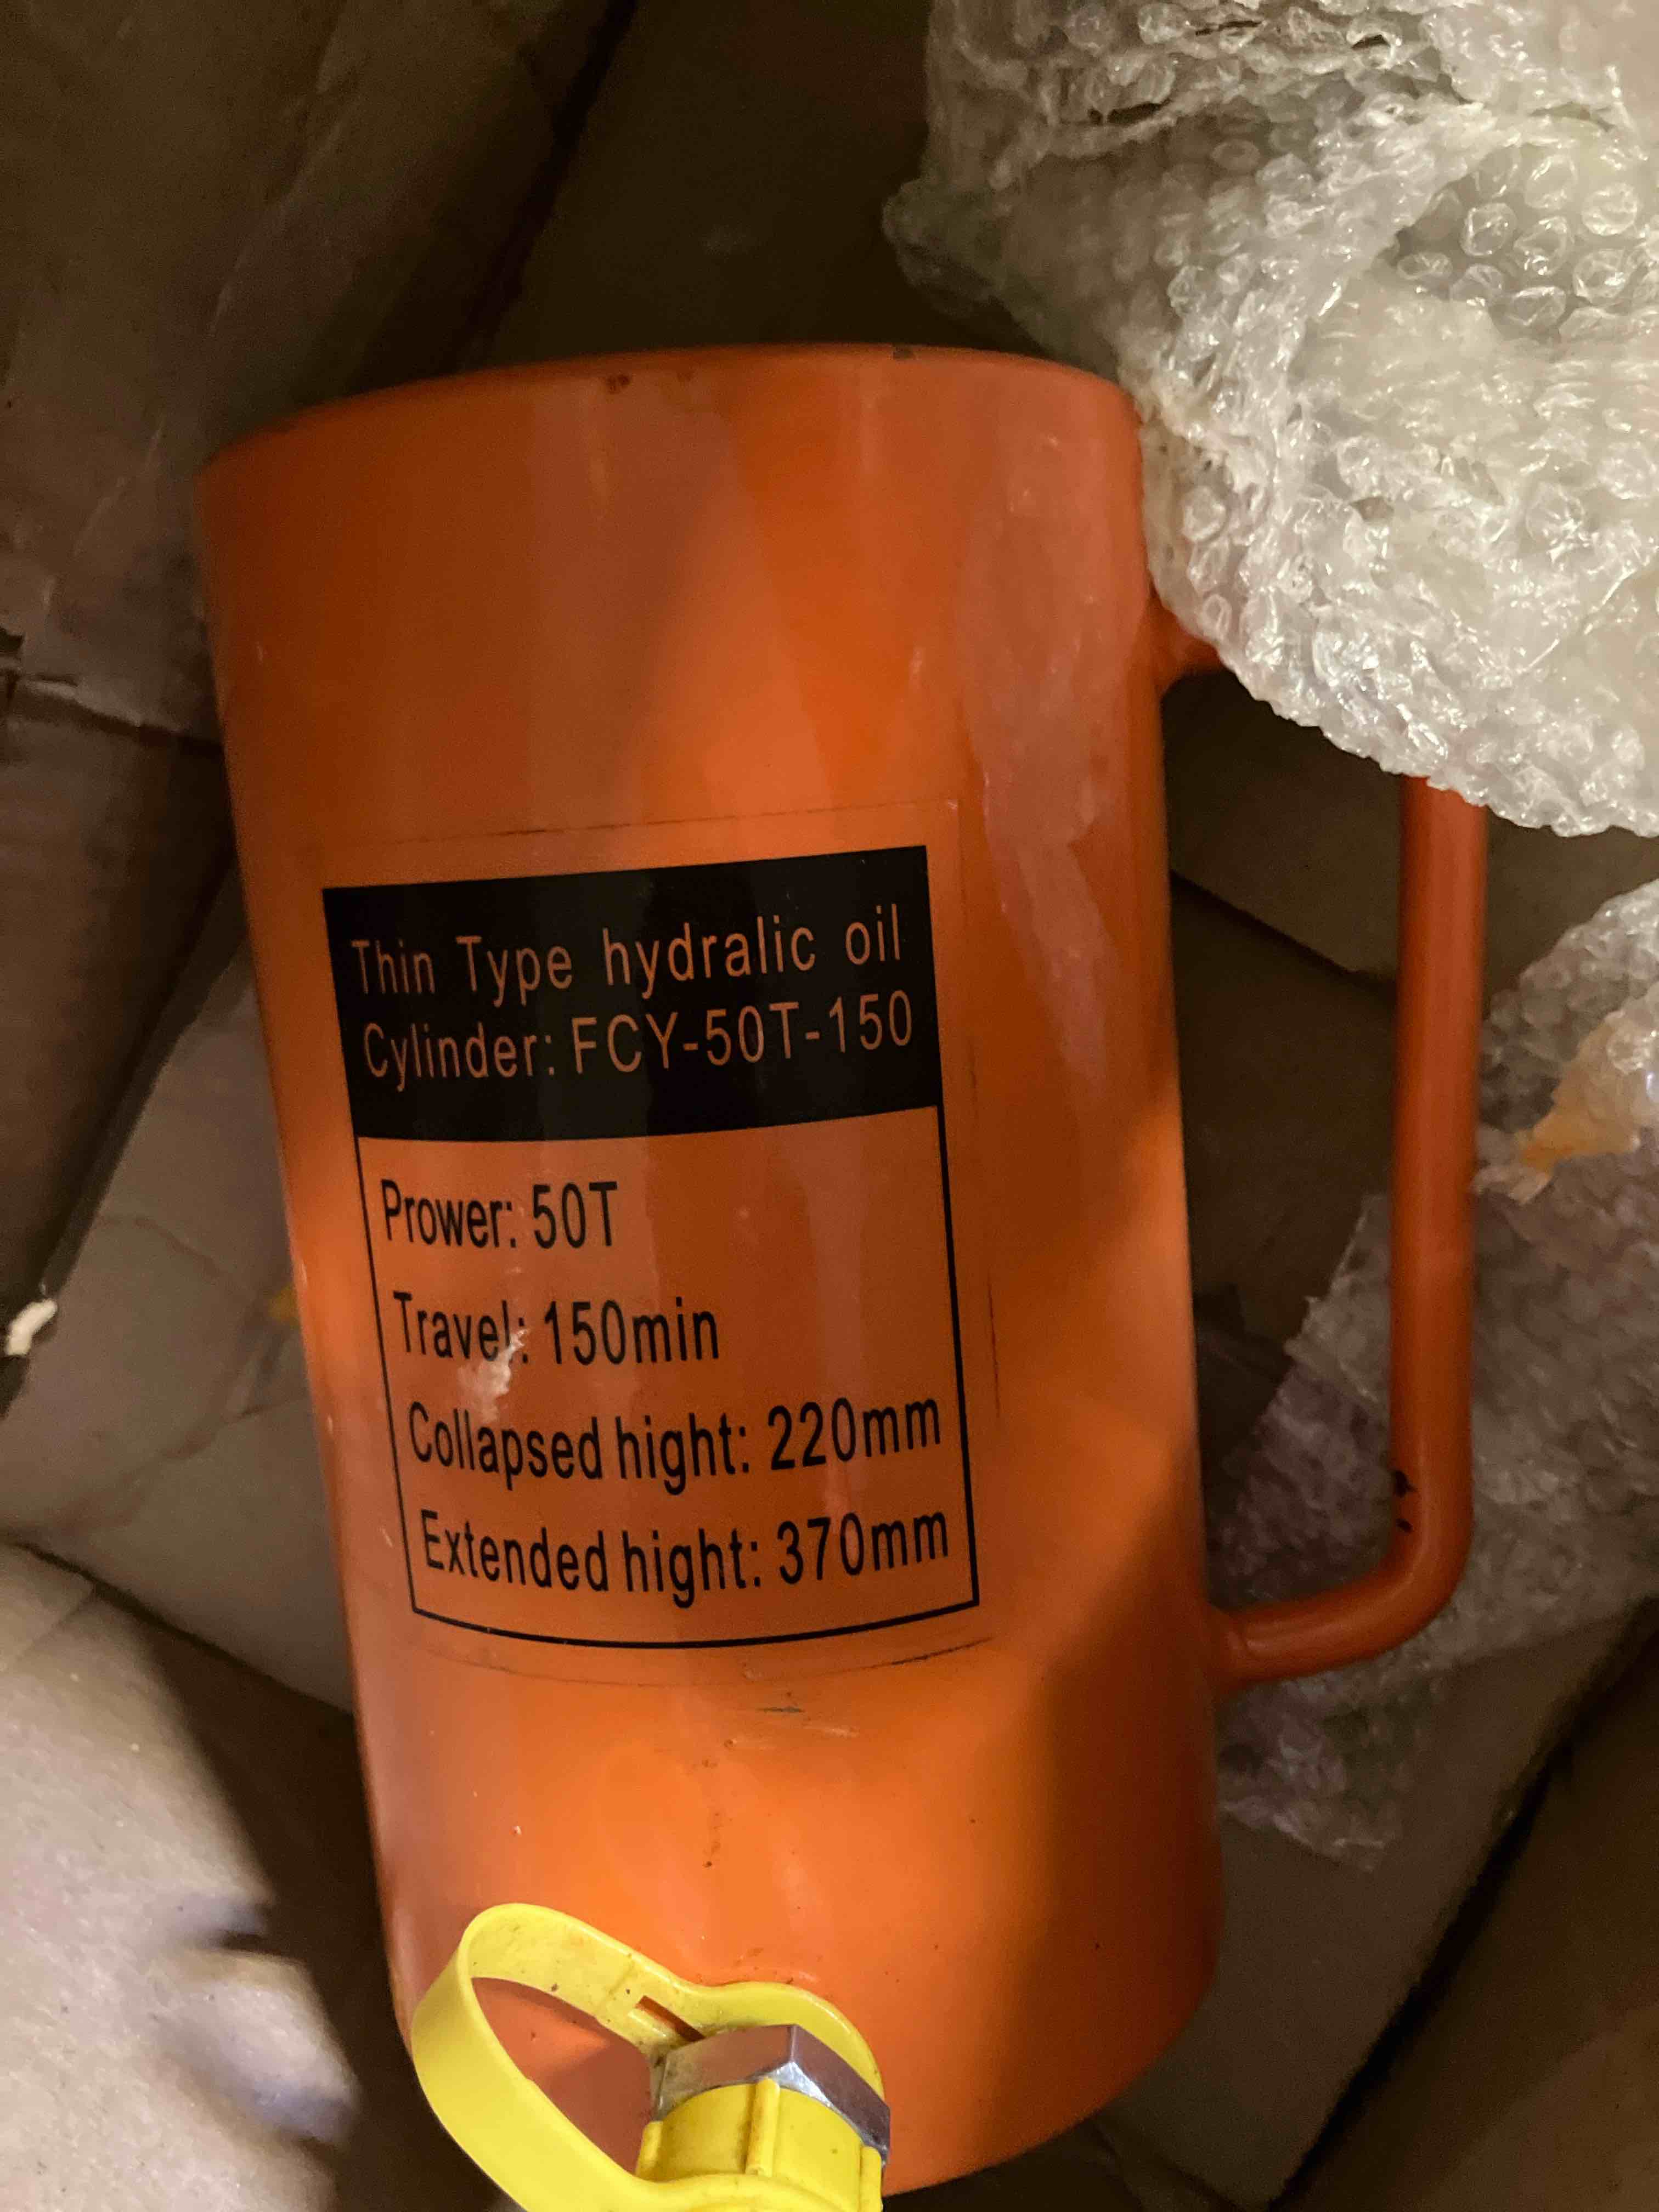 Thin Type hydralic oil
Cylinder: FCY-50T-150
Prower: 50T
Travel: 150min
Collapsed hight: 220mm
Extended hight: 370mm